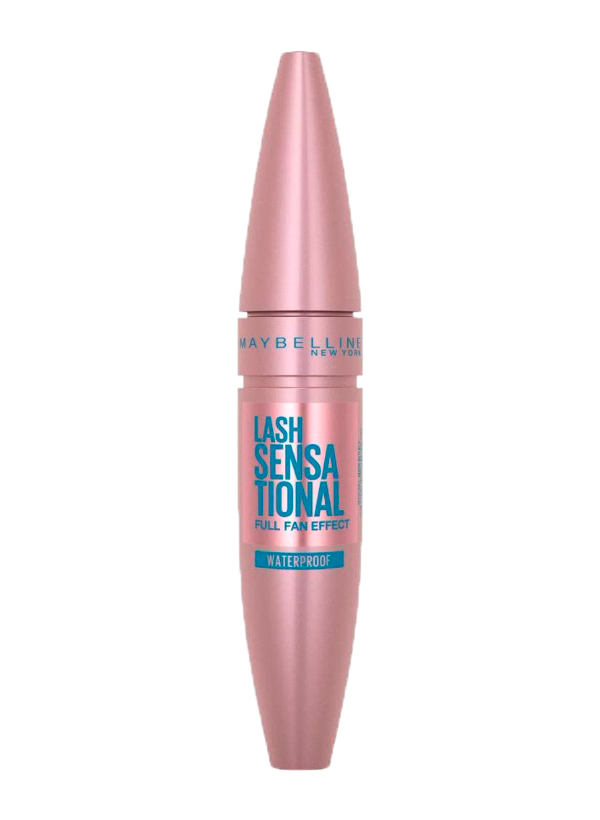 MAYBELLINE
NEW YORK
LASH
SENSA
TIONAL
FULL FAN EFFECT
WATERPROOF